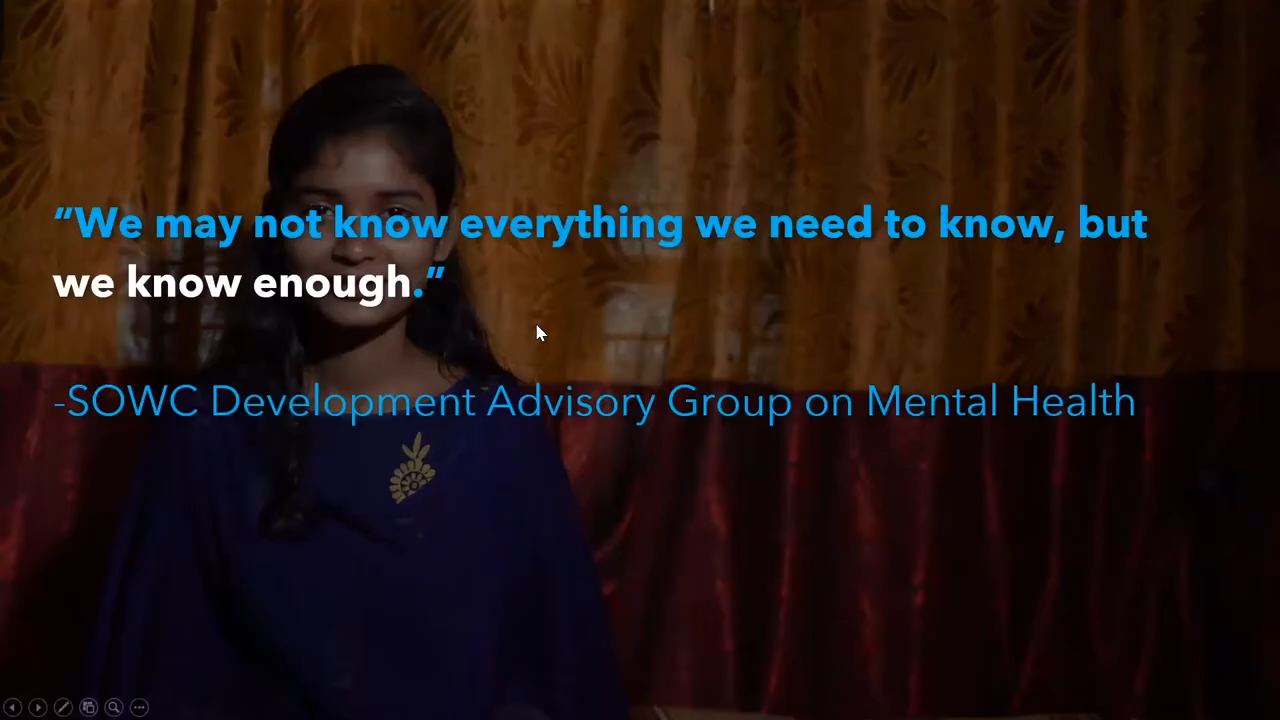 “We may not know everything we need to know, but
we know enough.”
-SOWC Development Advisory Group on Mental Health